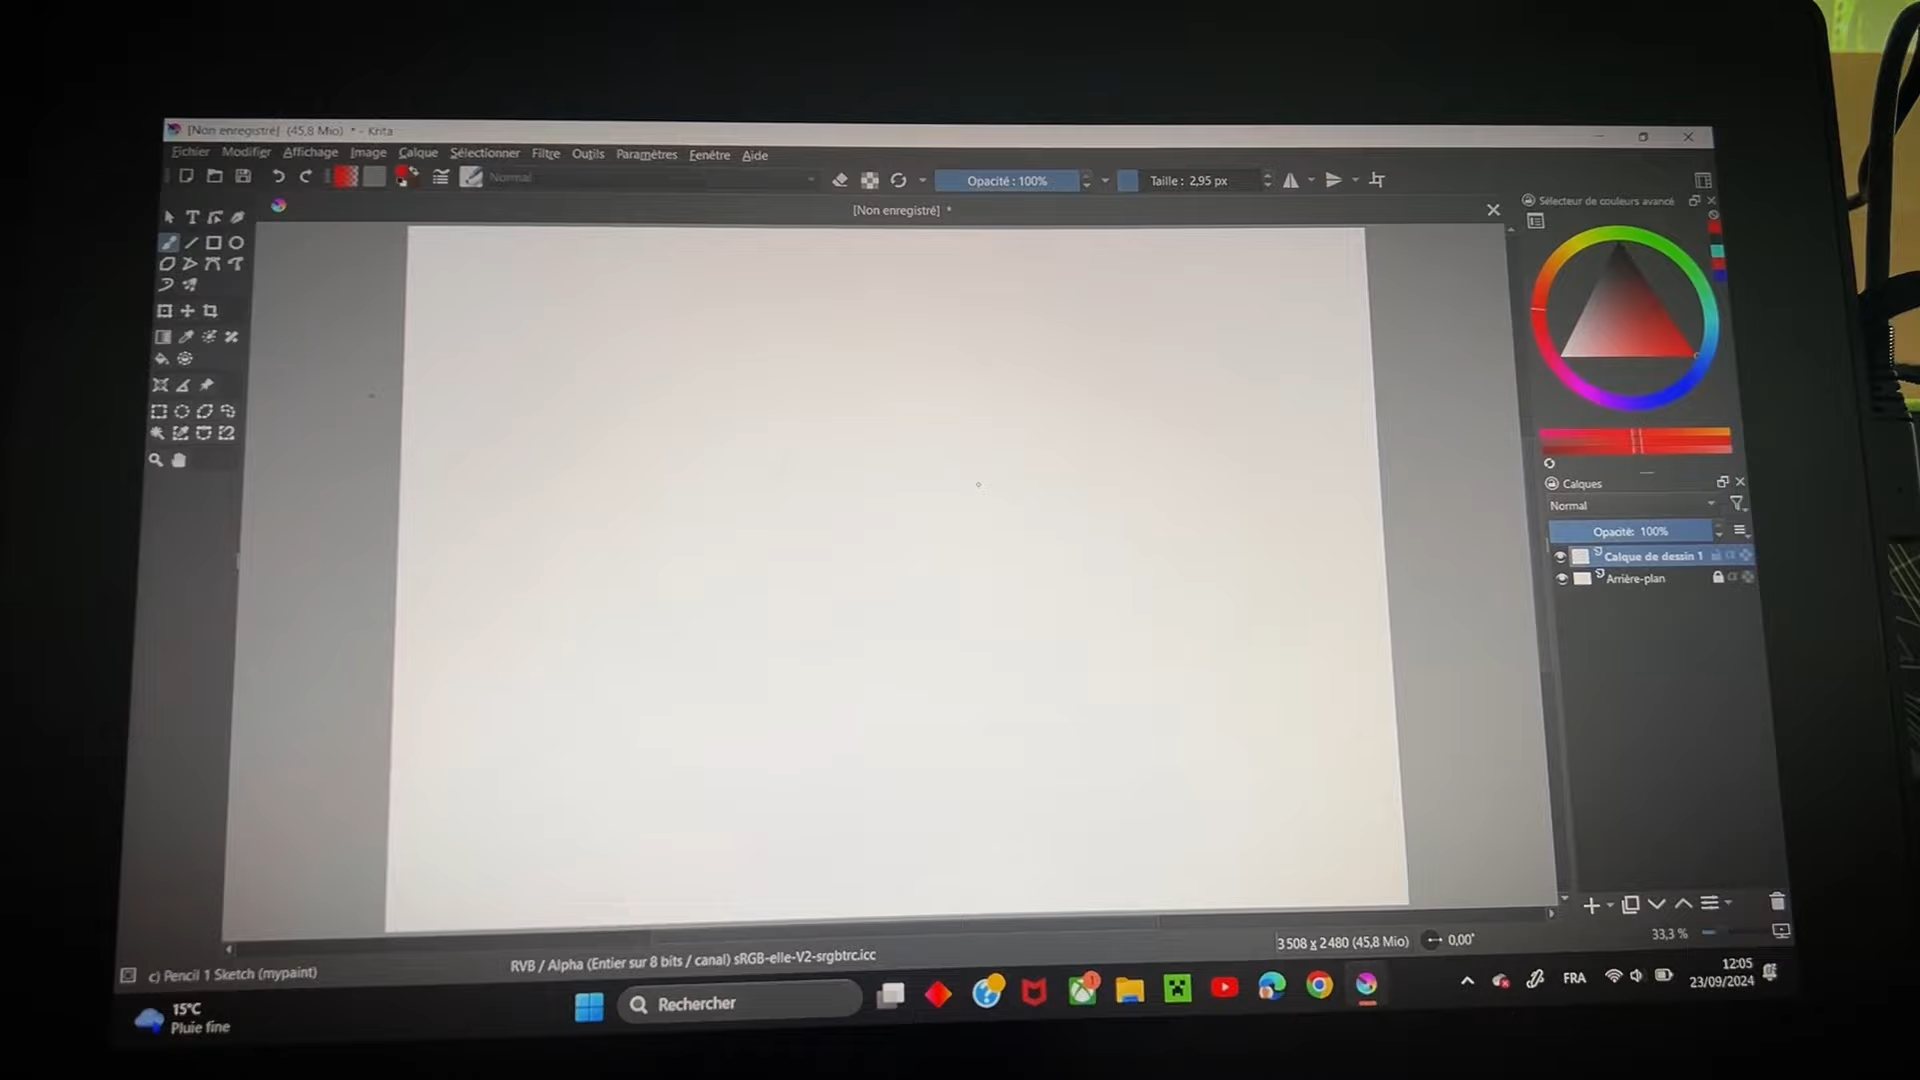 [Non enregistré] (45,8 Mio) * - Krita
Fichier Modifier Affichage Image Calque Sélectionner Filtre Outils Paramètres Fenêtre Aide
Normal
Opacité : 100%
Taille : 2,95 px
[Non enregistré] *
Sélecteur de couleurs avancé
Calques
Normal
Opacité: 100%
Calque de dessin 1
Arrière-plan
3 508 x 2 480 (45,8 Mio)
0,00°
33,3 %
c) Pencil 1 Sketch (mypaint)
RVB / Alpha (Entier sur 8 bits / canal) sRGB-elle-V2-srgbtrc.icc
15°C
Pluie fine
Rechercher
1
FRA
12:05
23/09/2024